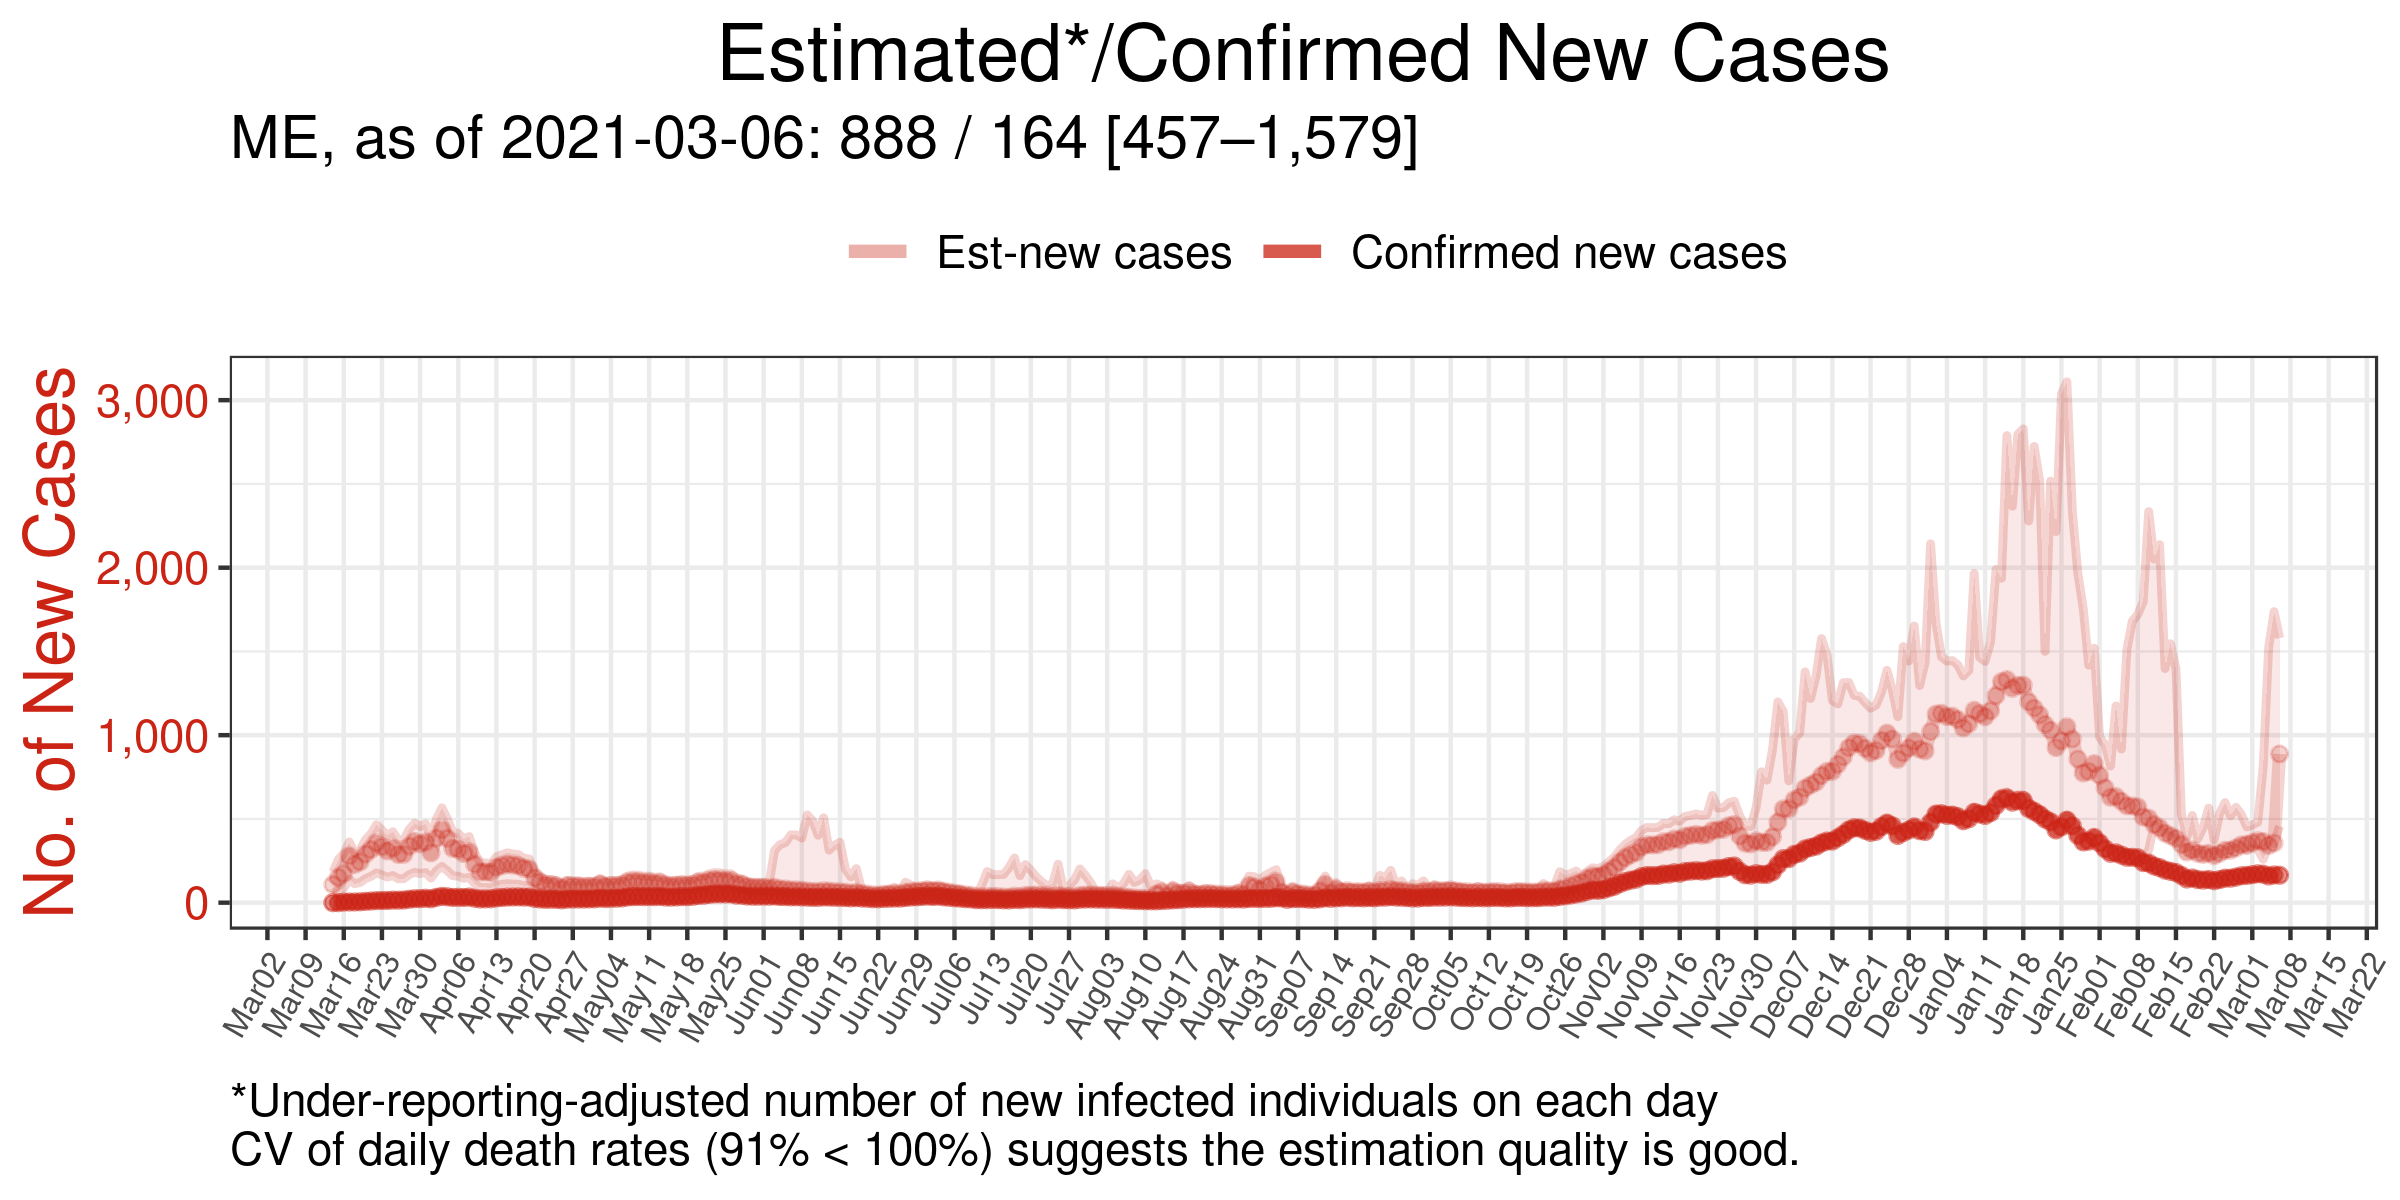 Estimated*/Confirmed New Cases
ME, as of 2021-03-06: 888 / 164 [457–1,579]
Est-new cases
Confirmed new cases
No. of New Cases
3,000
2,000
1,000
0
Mar02
Mar09
Mar16
Mar23
Mar30
Apr06
Apr13
Apr20
Apr27
May04
May11
May18
May25
Jun01
Jun08
Jun15
Jun22
Jun29
Jul06
Jul13
Jul20
Jul27
Aug03
Aug10
Aug17
Aug24
Aug31
Sep07
Sep14
Sep21
Sep28
Oct05
Oct12
Oct19
Oct26
Nov02
Nov09
Nov16
Nov23
Nov30
Dec07
Dec14
Dec21
Dec28
Jan04
Jan11
Jan18
Jan25
Feb01
Feb08
Feb15
Feb22
Mar01
Mar08
Mar15
Mar22
*Under-reporting-adjusted number of new infected individuals on each day
CV of daily death rates (91% < 100%) suggests the estimation quality is good.